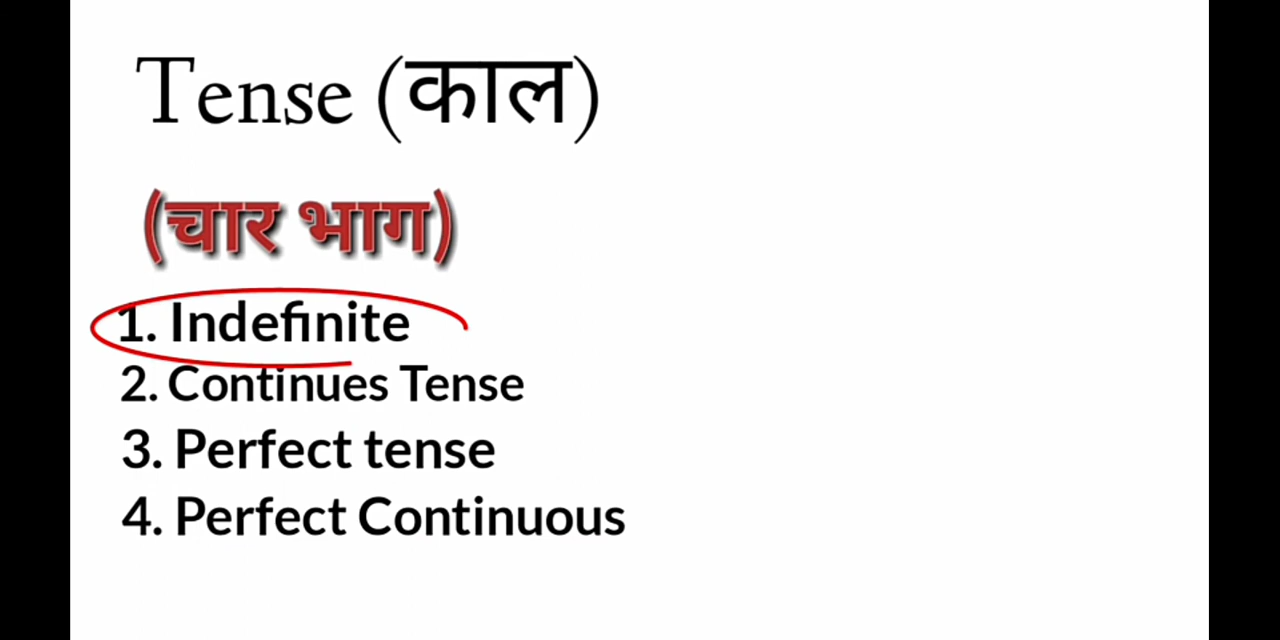 Tense (काल)
(चार भाग)
1. Indefinite
2. Continues Tense
3. Perfect tense
4. Perfect Continuous